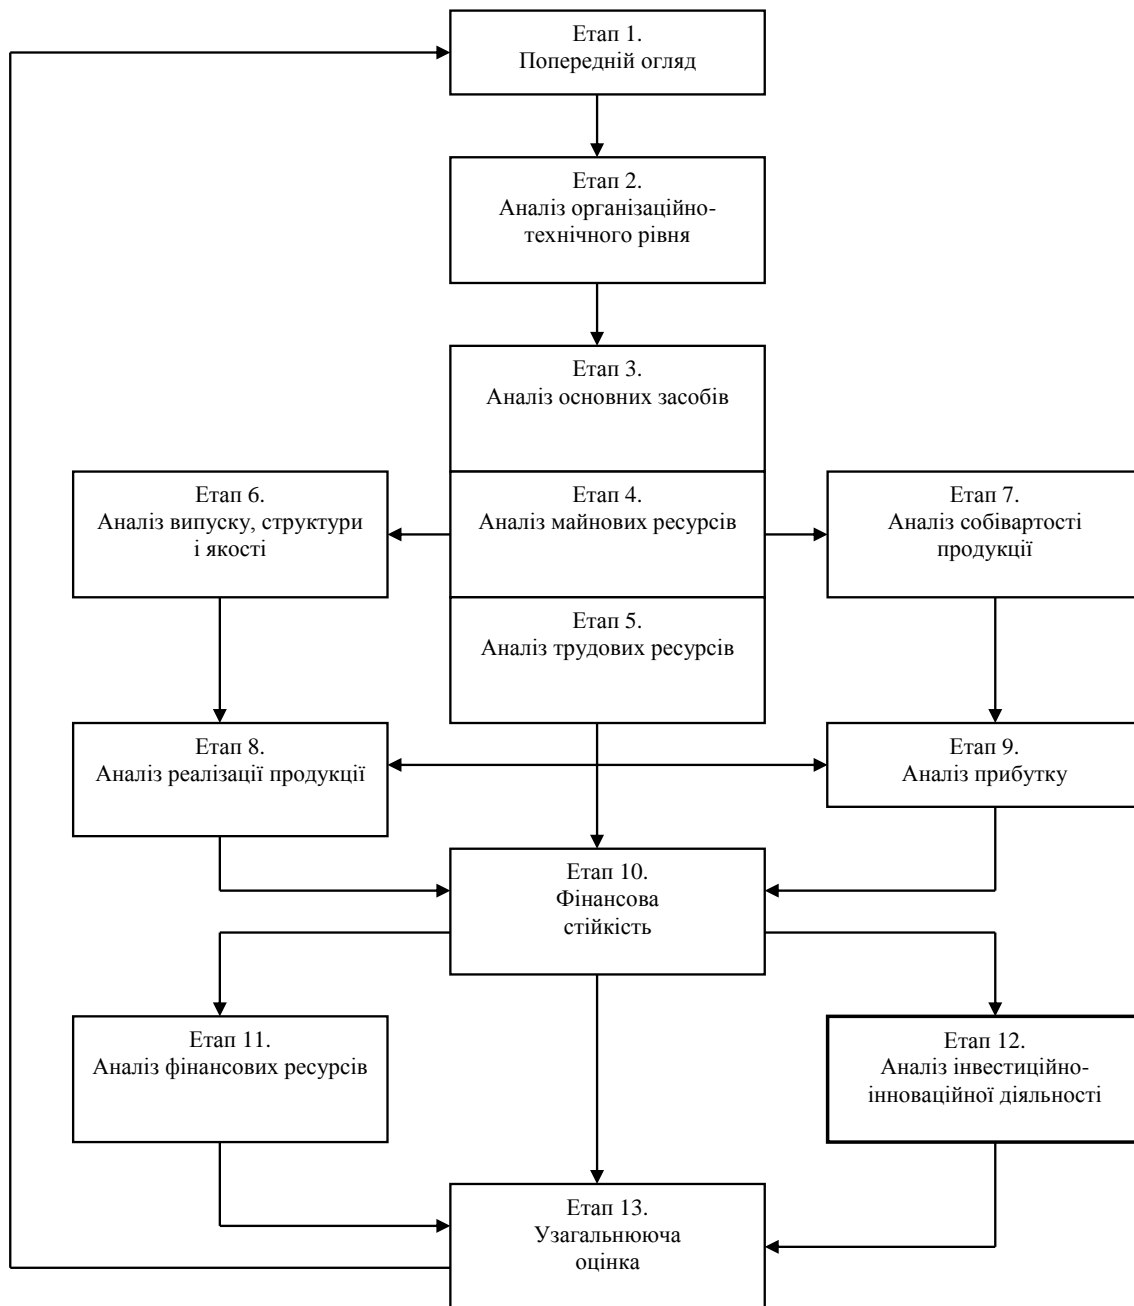 Етап 1.
Попередній огляд
Етап 2.
Аналіз організаційно-
технічного рівня
Етап 3.
Аналіз основних засобів
Етап 6.
Аналіз випуску, структури
і якості
Етап 4.
Аналіз майнових ресурсів
Етап 7.
Аналіз собівартості
продукції
Етап 5.
Аналіз трудових ресурсів
Етап 8.
Аналіз реалізації продукції
Етап 9.
Аналіз прибутку
Етап 10.
Фінансова
стійкість
Етап 11.
Аналіз фінансових ресурсів
Етап 12.
Аналіз інвестиційно-
інноваційної діяльності
Етап 13.
Узагальнююча
оцінка